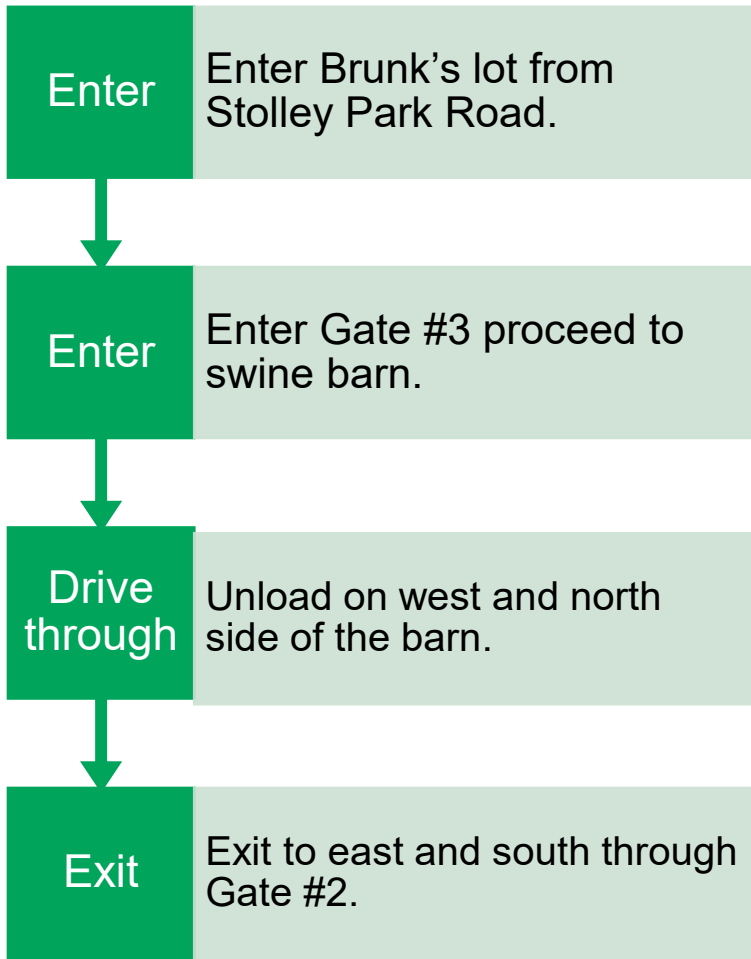 Enter
Enter Brunk’s lot from
Stolley Park Road.
Enter
Enter Gate #3 proceed to
swine barn.
Drive
through
Unload on west and north
side of the barn.
Exit
Exit to east and south through
Gate #2.